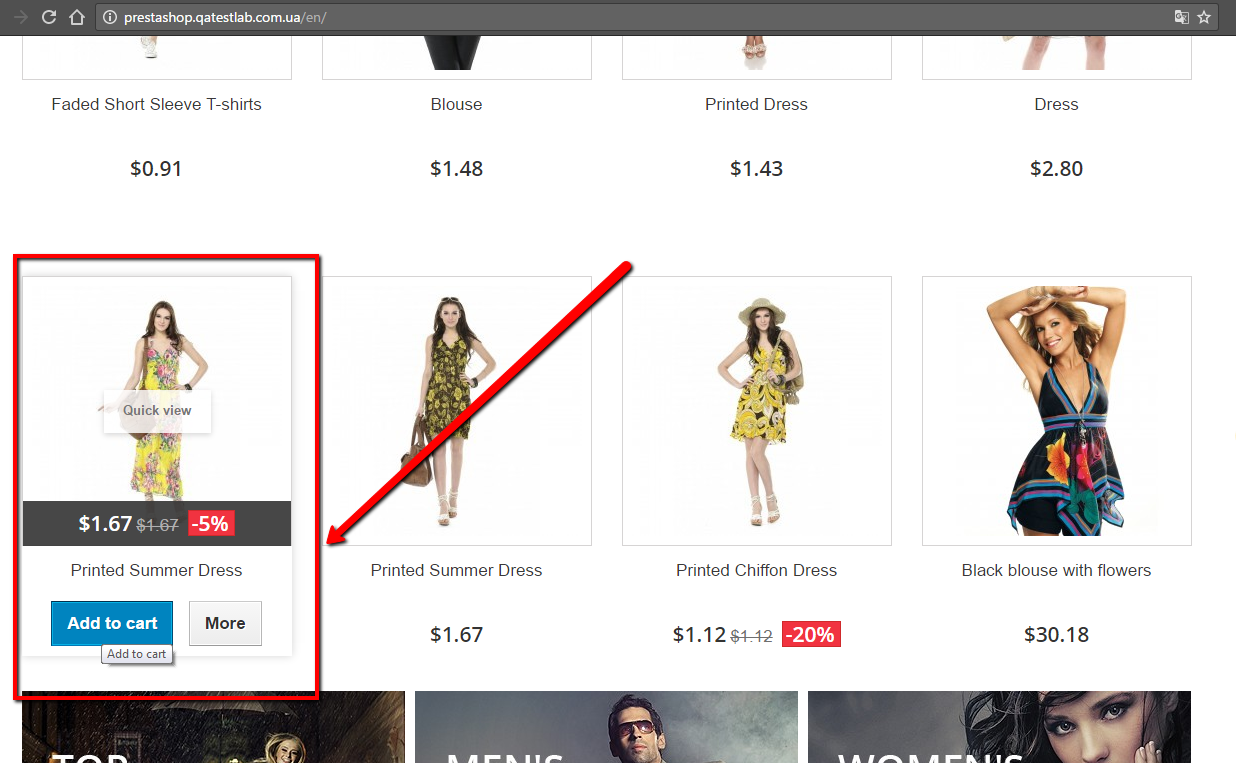 prestashop.qatestlab.com.ua/en/
Faded Short Sleeve T-shirts
Blouse
Printed Dress
Dress
$0.91
$1.48
$1.43
$2.80
Quick view
$1.67 $1.67 -5%
Printed Summer Dress
Printed Summer Dress
Printed Chiffon Dress
Black blouse with flowers
Add to cart
More
Add to cart
$1.67
$1.12 $1.12 -20%
$30.18
TOP
MEN'S
WOMEN'S